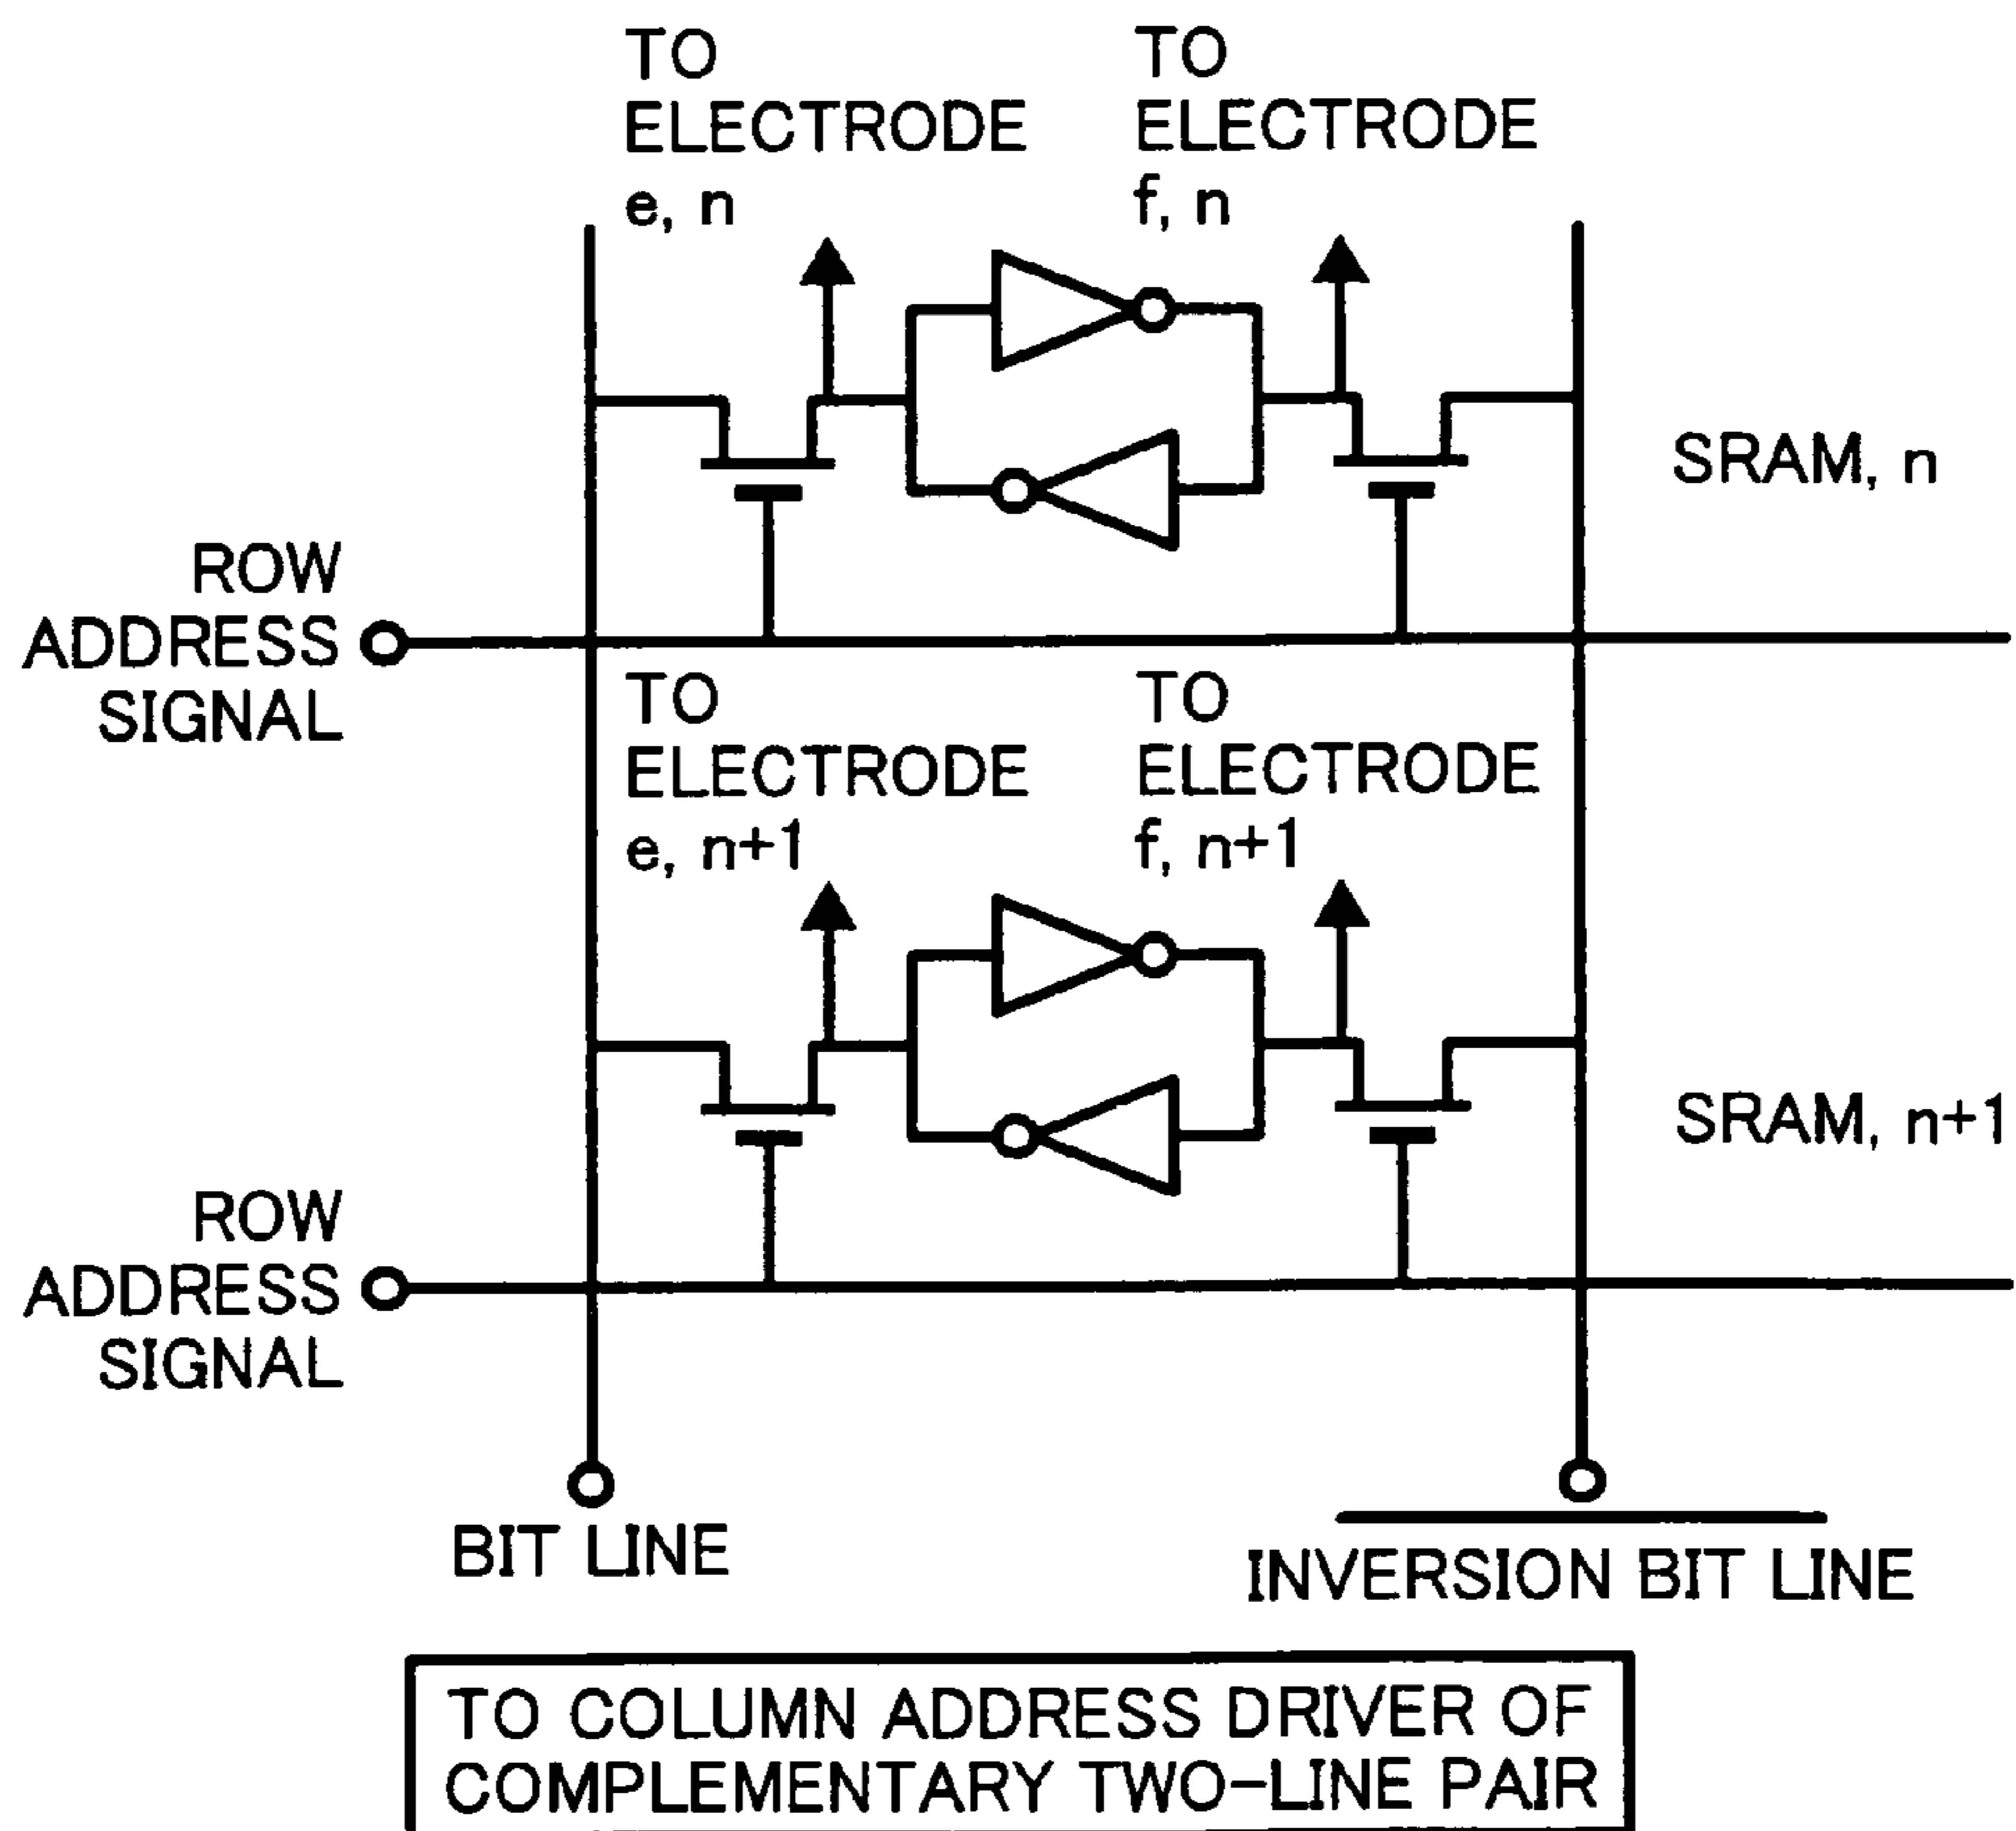 TO
ELECTRODE
e, n
TO
ELECTRODE
f, n
SRAM, n
ROW
ADDRESS
SIGNAL
TO
ELECTRODE
e, n+1
TO
ELECTRODE
f, n+1
SRAM, n+1
ROW
ADDRESS
SIGNAL
BIT LINE
INVERSION BIT LINE
TO COLUMN ADDRESS DRIVER OF
COMPLEMENTARY TWO-LINE PAIR